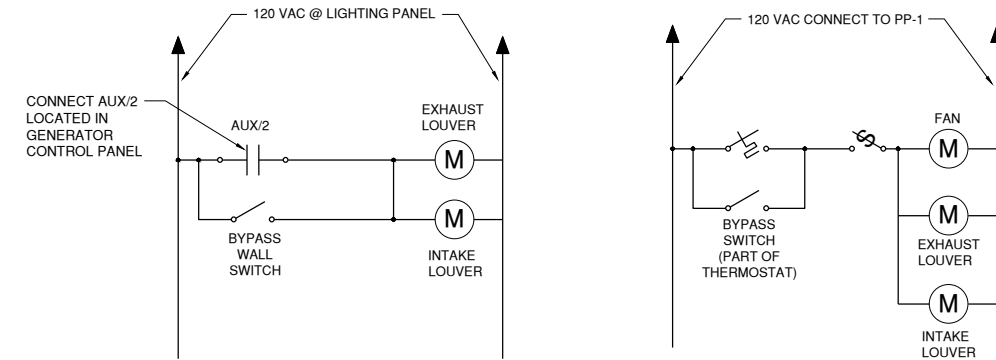 120 VAC @ LIGHTING PANEL
CONNECT AUX/2
LOCATED IN
GENERATOR
CONTROL PANEL
AUX/2
EXHAUST
LOUVER
M
M
BYPASS
WALL
SWITCH
INTAKE
LOUVER
120 VAC CONNECT TO PP-1
FAN
M
BYPASS
SWITCH
(PART OF
THERMOSTAT)
M
EXHAUST
LOUVER
M
INTAKE
LOUVER